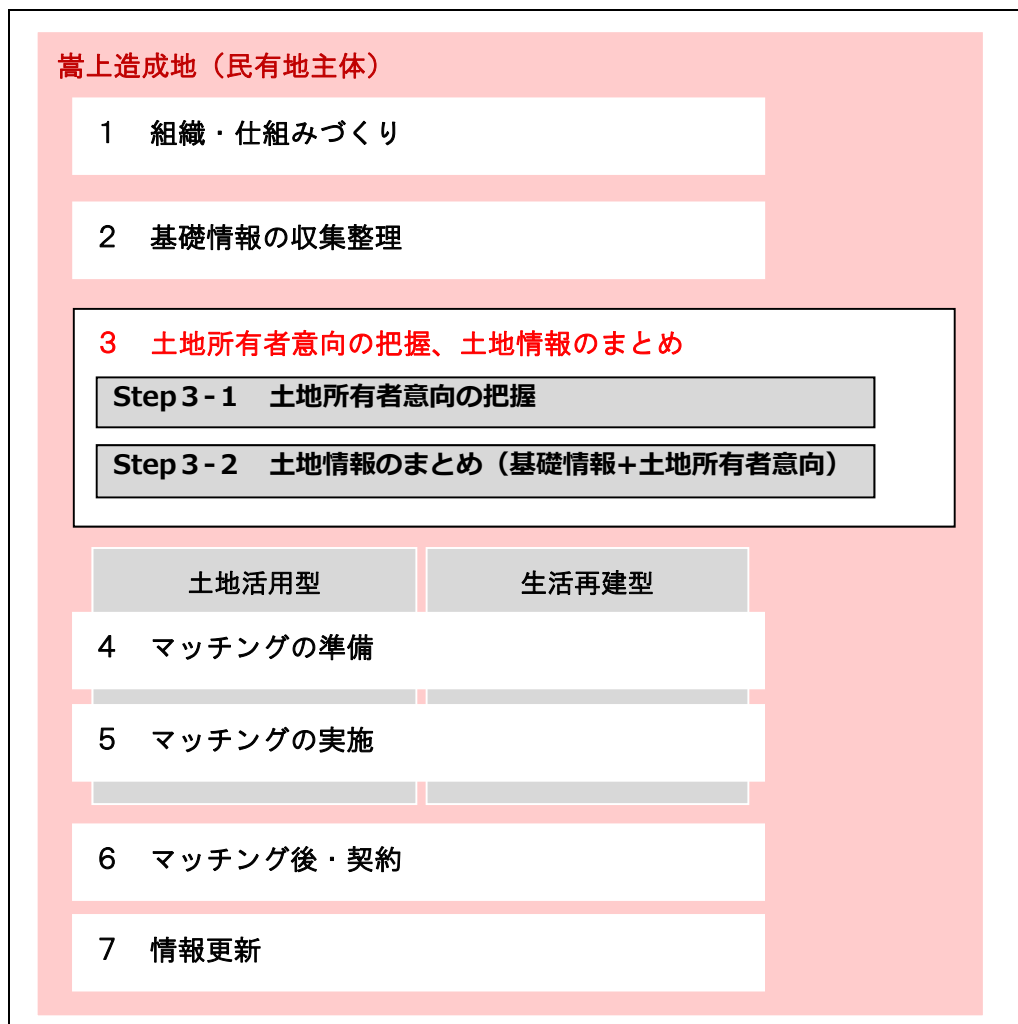 嵩上造成地（民有地主体）
１　組織・仕組みづくり
２　基礎情報の収集整理
３　土地所有者意向の把握、土地情報のまとめ
Step３-１　土地所有者意向の把握
Step３-２　土地情報のまとめ（基礎情報+土地所有者意向）
土地活用型　生活再建型
４　マッチングの準備
５　マッチングの実施
６　マッチング後・契約
７　情報更新